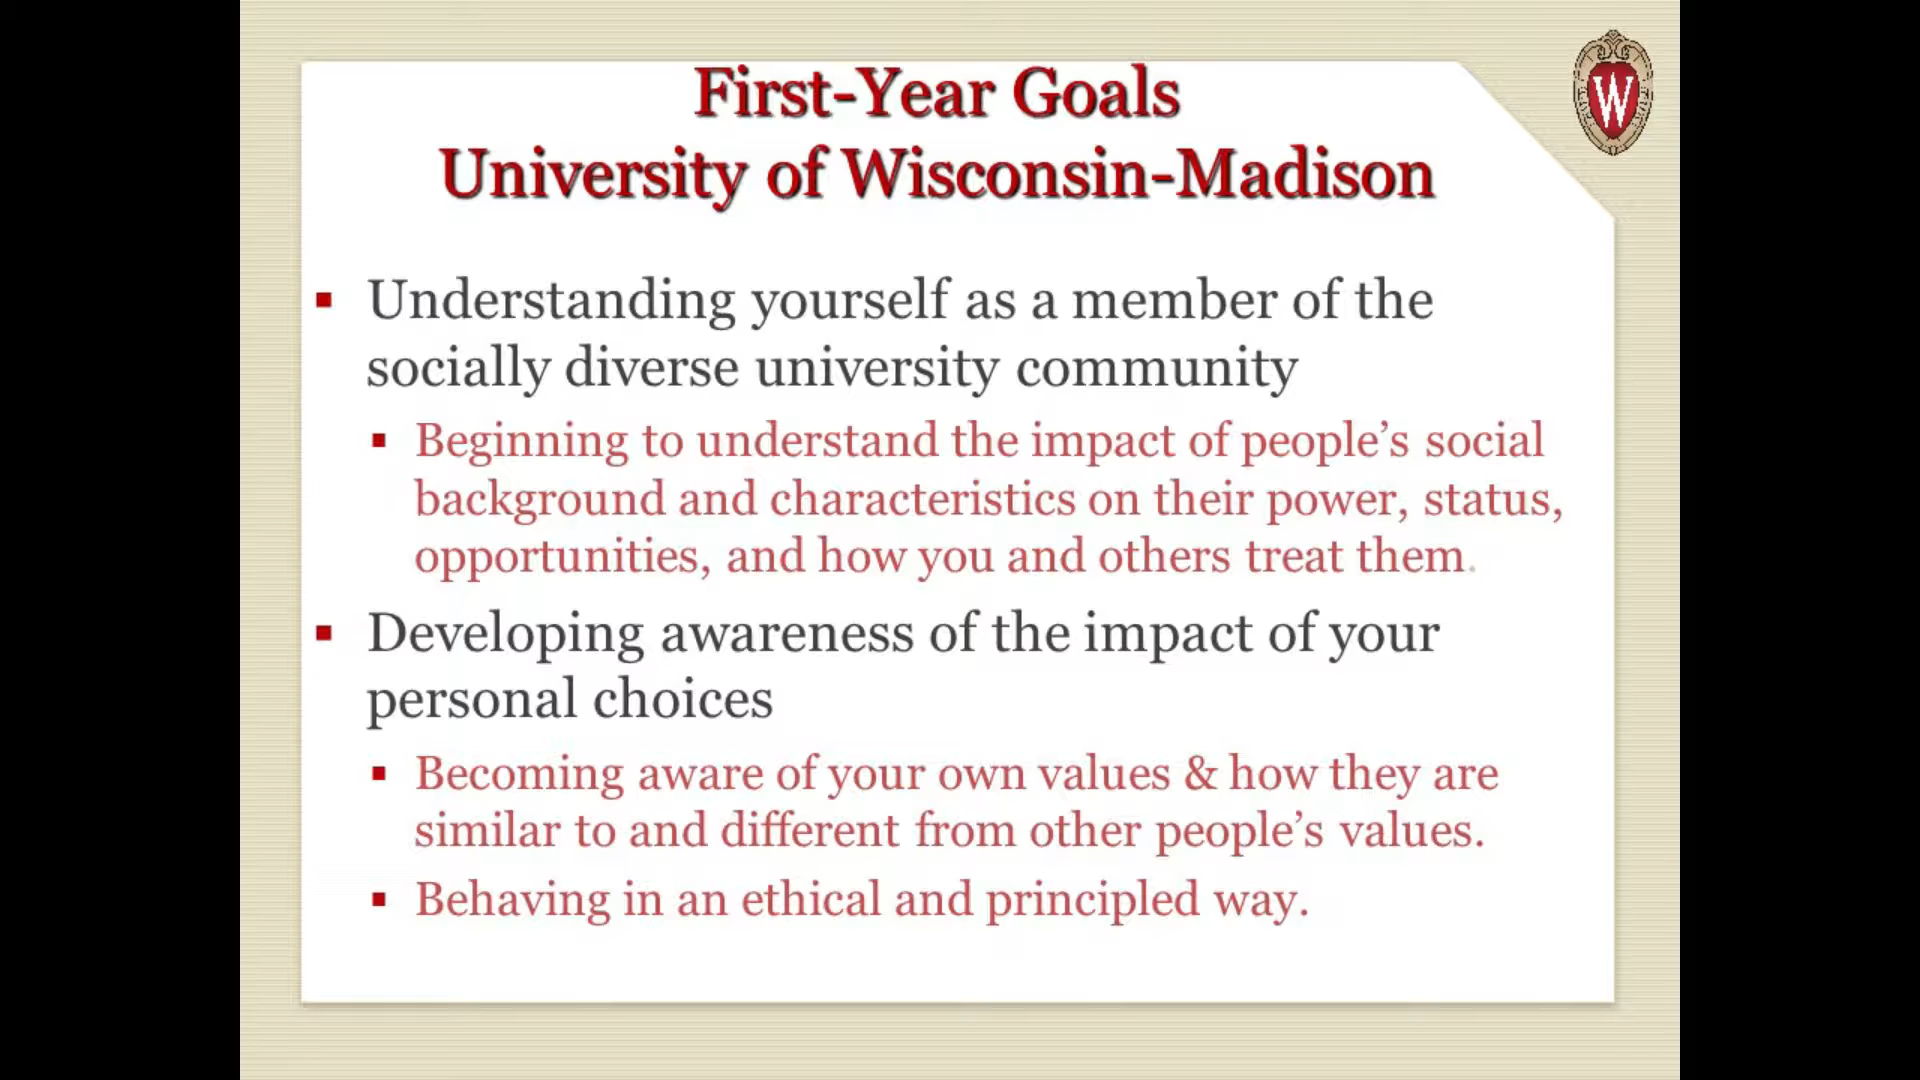 First-Year Goals
University of Wisconsin-Madison
W
Understanding yourself as a member of the
socially diverse university community
Beginning to understand the impact of people’s social
background and characteristics on their power, status,
opportunities, and how you and others treat them.
Developing awareness of the impact of your
personal choices
Becoming aware of your own values & how they are
similar to and different from other people’s values.
Behaving in an ethical and principled way.